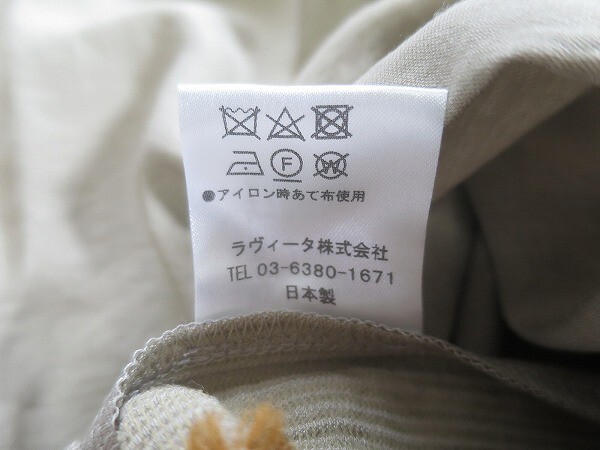 F W
●アイロン時あて布使用
ラヴィータ株式会社
TEL 03-6380-1671
日本製